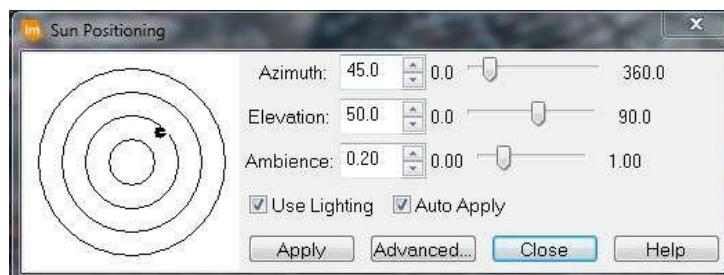 Im Sun Positioning X
Azimuth: 45.0 0.0 360.0
Elevation: 50.0 0.0 90.0
Ambience: 0.20 0.00 1.00
Use Lighting Auto Apply
Apply Advanced... Close Help